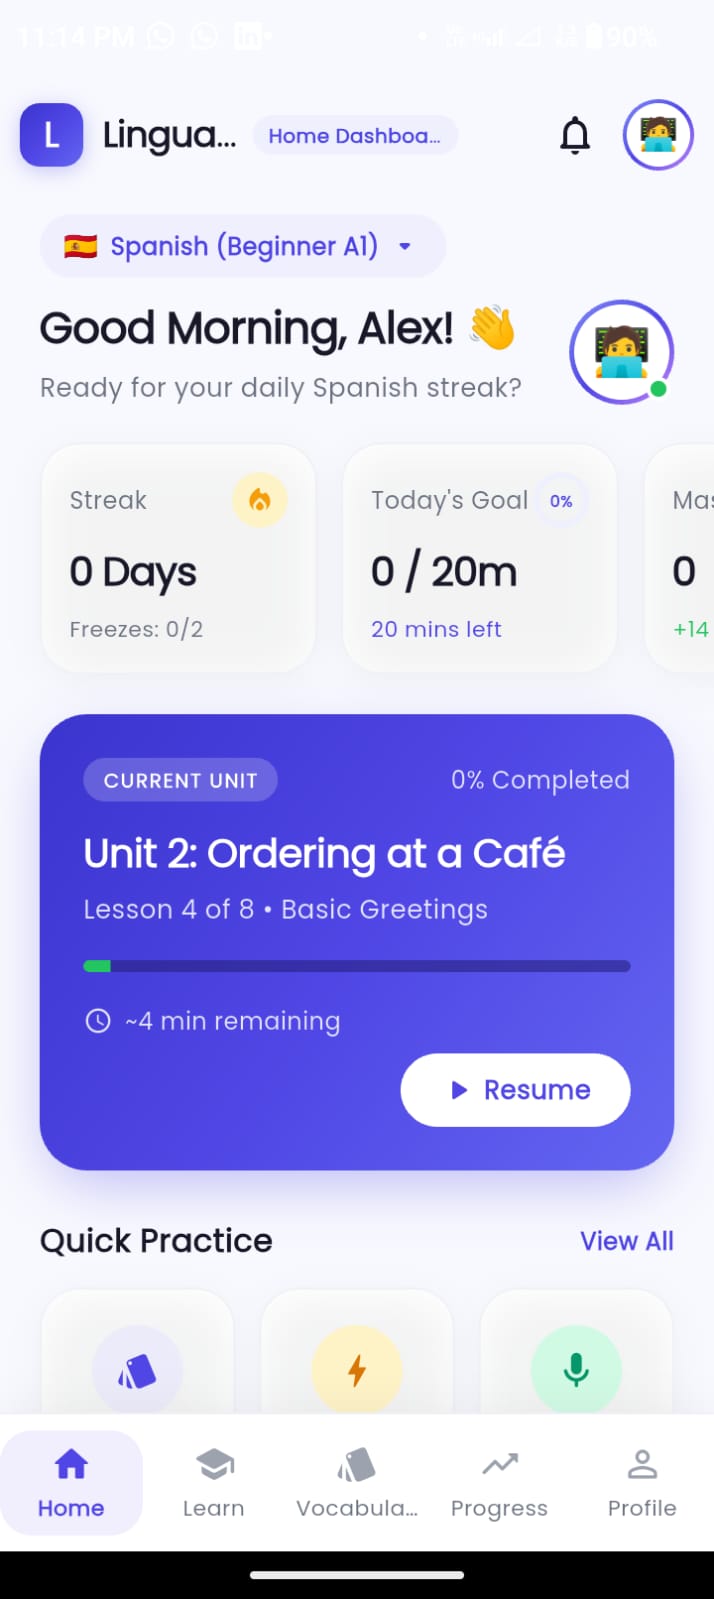 11:14 PM 90%
L Lingua... Home Dashboa...
Spanish (Beginner A1)
Good Morning, Alex! 👋
Ready for your daily Spanish streak?
Streak
0 Days
Freezes: 0/2
Today's Goal 0%
0 / 20m
20 mins left
Mas
0
+14
CURRENT UNIT 0% Completed
Unit 2: Ordering at a Café
Lesson 4 of 8 • Basic Greetings
~4 min remaining
Resume
Quick Practice View All
Home Learn Vocabula... Progress Profile